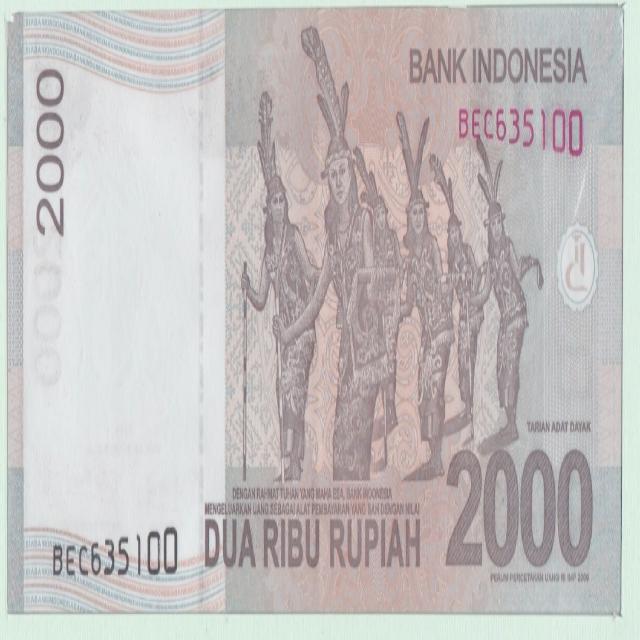 BANK INDONESIA
BEC635100
2000
TARIAN ADAT DAYAK
DENGAN RAHMAT TUHAN YANG MAHA ESA, BANK INDONESIA
MENGELUARKAN UANG SEBAGAI ALAT PEMBAYARAN YANG SAH DENGAN NILAI
DUA RIBU RUPIAH
2000
BEC635100